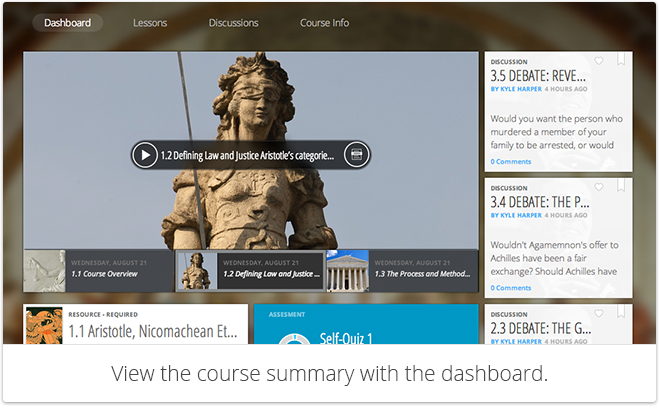 Dashboard
Lessons
Discussions
Course Info
1.2 Defining Law and Justice Aristotle's categorie...
WEDNESDAY, AUGUST 21
1.1 Course Overview
WEDNESDAY, AUGUST 21
1.2 Defining Law and Justice ...
WEDNESDAY, AUGUST 21
1.3 The Process and Method...
RESOURCE - REQUIRED
1.1 Aristotle, Nicomachean Et...
ASSESMENT
Self-Quiz 1
DISCUSSION
3.5 DEBATE: REVE...
BY KYLE HARPER 4 HOURS AGO
Would you want the person who
murdered a member of your
family to be arrested, or would
0 Comments
DISCUSSION
3.4 DEBATE: THE P...
BY KYLE HARPER 4 HOURS AGO
Wouldn't Agamemnon's offer to
Achilles have been a fair
exchange? Should Achilles have
0 Comments
DISCUSSION
2.3 DEBATE: THE G...
BY KYLE HARPER 4 HOURS AGO
View the course summary with the dashboard.